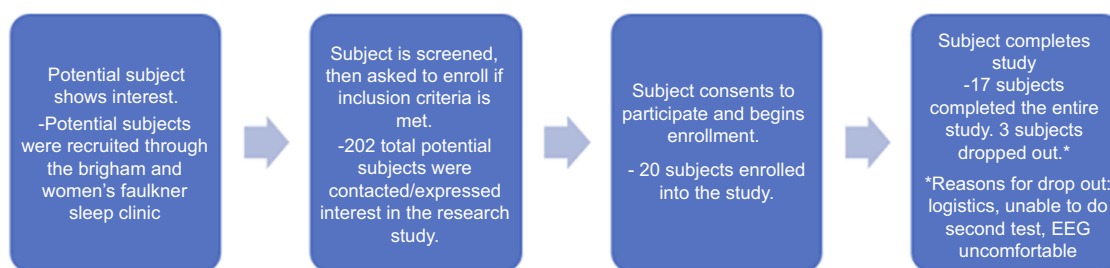 Potential subject
shows interest.
-Potential subjects
were recruited through
the brigham and
women's faulkner
sleep clinic
Subject is screened,
then asked to enroll if
inclusion criteria is
met.
-202 total potential
subjects were
contacted/expressed
interest in the research
study.
Subject consents to
participate and begins
enrollment.
- 20 subjects enrolled
into the study.
Subject completes
study
-17 subjects
completed the entire
study. 3 subjects
dropped out.*
*Reasons for drop out:
logistics, unable to do
second test, EEG
uncomfortable